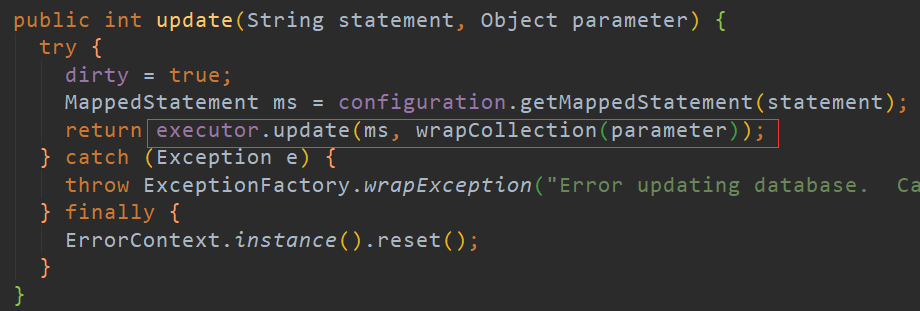 public int update(String statement, Object parameter) {
try {
dirty = true;
MappedStatement ms = configuration.getMappedStatement(statement);
return executor.update(ms, wrapCollection(parameter));
} catch (Exception e) {
throw ExceptionFactory.wrapException("Error updating database.  Ca
} finally {
ErrorContext.instance().reset();
}
}